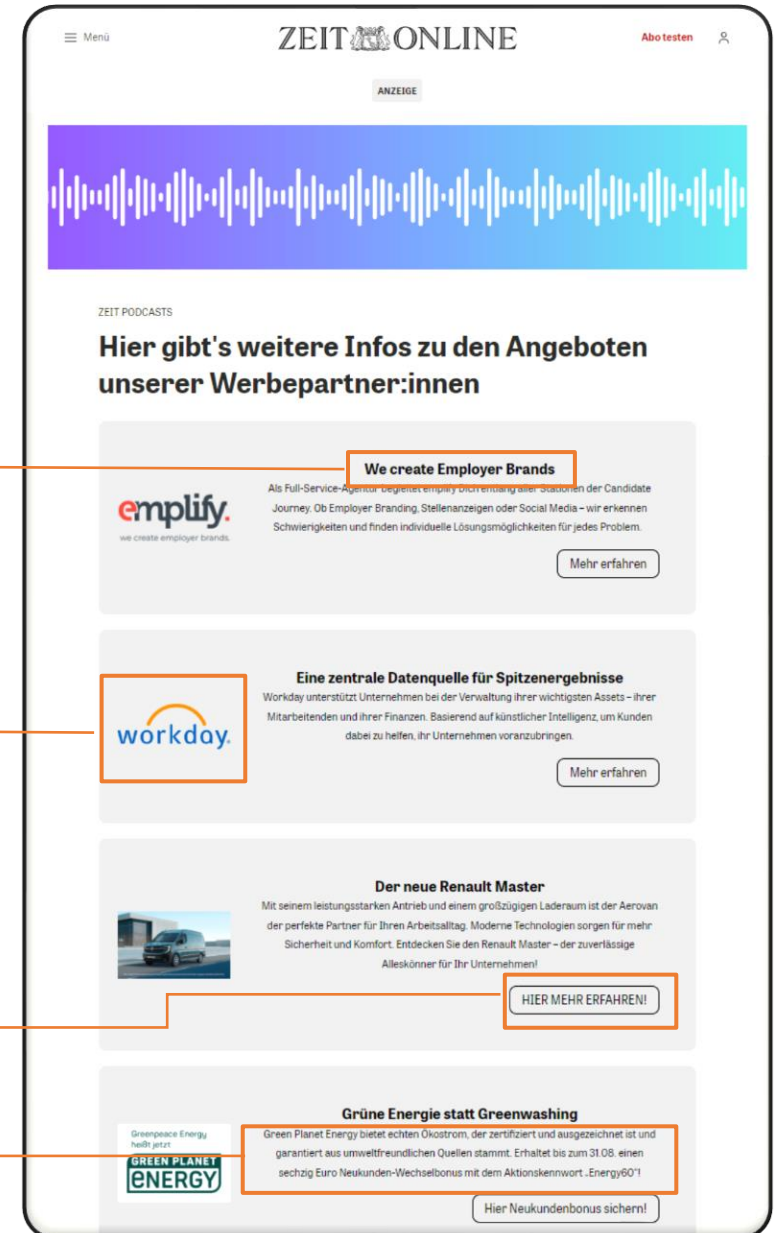 Menü
ZEIT ONLINE
Abo testen
ANZEIGE
ZEIT PODCASTS
Hier gibt's weitere Infos zu den Angeboten
unserer Werbepartner:innen
emplify.
we create employer brands.
We create Employer Brands
Als Full-Service-Agentur begleitet emplify Dich entlang aller Stationen der Candidate
Journey. Ob Employer Branding, Stellenanzeigen oder Social Media – wir erkennen
Schwierigkeiten und finden individuelle Lösungsmöglichkeiten für jedes Problem.
Mehr erfahren
workday.
Eine zentrale Datenquelle für Spitzenergebnisse
Workday unterstützt Unternehmen bei der Verwaltung ihrer wichtigsten Assets – ihrer
Mitarbeitenden und ihrer Finanzen. Basierend auf künstlicher Intelligenz, um Kunden
dabei zu helfen, ihr Unternehmen voranzubringen.
Mehr erfahren
Der neue Renault Master
Mit seinem leistungsstarken Antrieb und einem großzügigen Laderaum ist der Aerovan
der perfekte Partner für Ihren Arbeitsalltag. Moderne Technologien sorgen für mehr
Sicherheit und Komfort. Entdecken Sie den Renault Master – der zuverlässige
Alleskönner für Ihr Unternehmen!
HIER MEHR ERFAHREN!
Greenpeace Energy
heißt jetzt
GREEN PLANET
ENERGY
Grüne Energie statt Greenwashing
Green Planet Energy bietet echten Ökostrom, der zertifiziert und ausgezeichnet ist und
garantiert aus umweltfreundlichen Quellen stammt. Erhaltet bis zum 31.08. einen
sechzig Euro Neukunden-Wechselbonus mit dem Aktionskennwort „Energy60"!
Hier Neukundenbonus sichern!